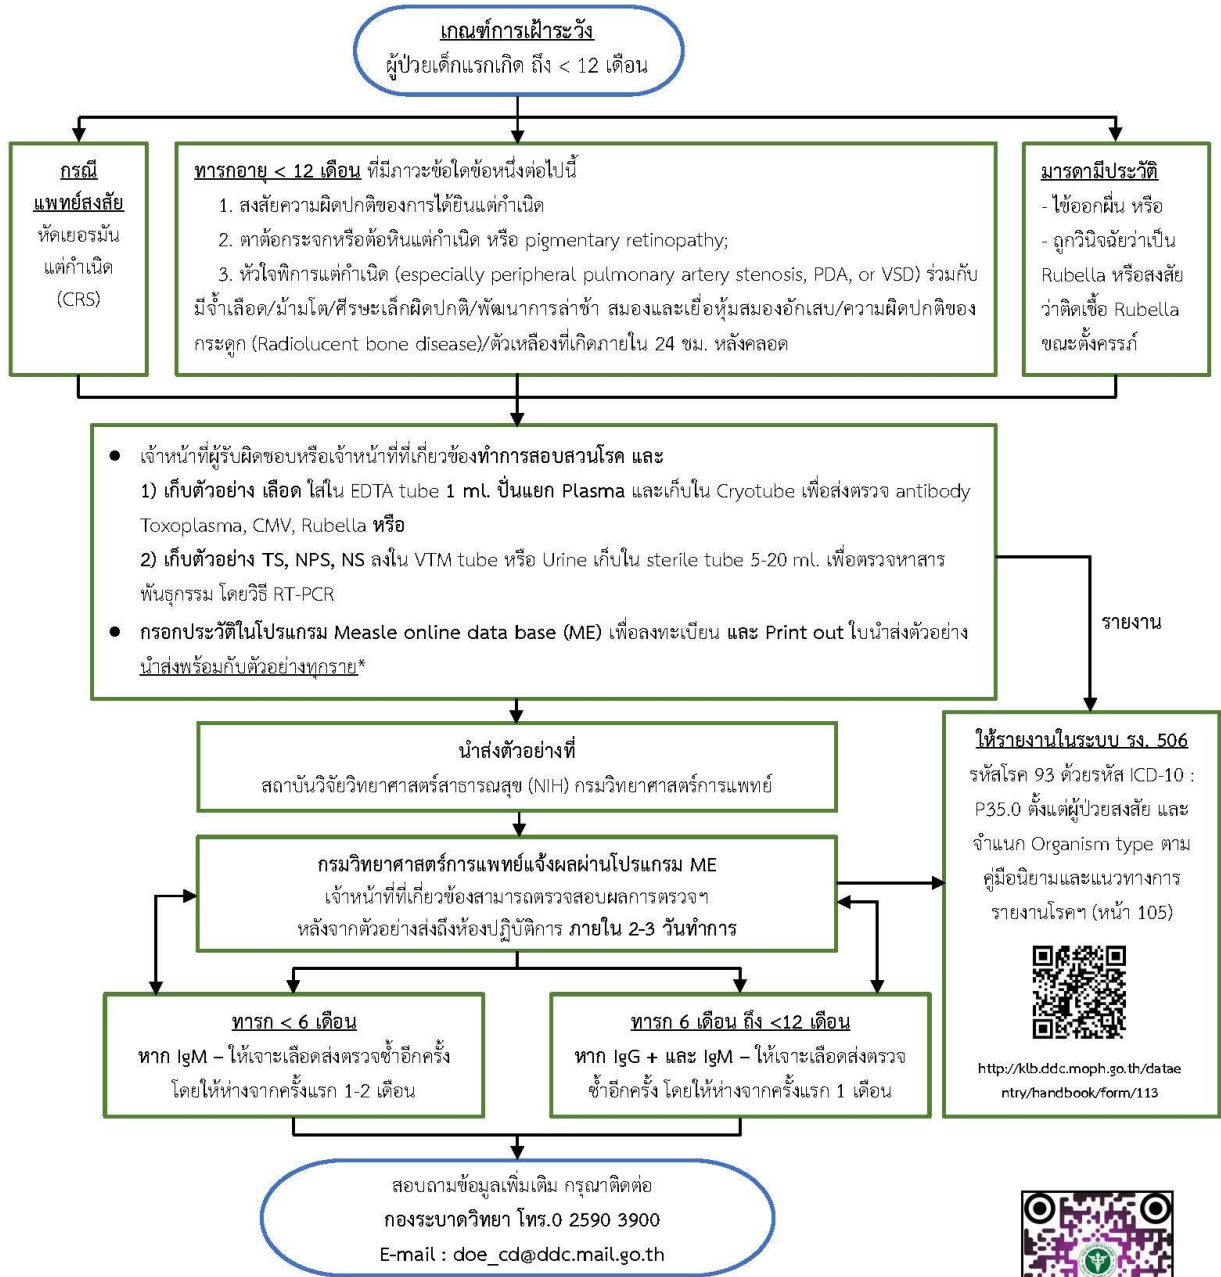 เกณฑ์การเฝ้าระวัง
ผู้ป่วยเด็กแรกเกิด ถึง < 12 เดือน
กรณี
แพทย์สงสัย
หัดเยอรมัน
แต่กำเนิด
(CRS)
ทารกอายุ < 12 เดือน ที่มีภาวะข้อใดข้อหนึ่งต่อไปนี้
1. สงสัยความผิดปกติของการได้ยินแต่กำเนิด
2. ตาต้อกระจกหรือต้อหินแต่กำเนิด หรือ pigmentary retinopathy;
3. หัวใจพิการแต่กำเนิด (especially peripheral pulmonary artery stenosis, PDA, or VSD) ร่วมกับ
มีจ้ำเลือด/ม้ามโต/ศีรษะเล็กผิดปกติ/พัฒนาการล่าช้า สมองและเยื่อหุ้มสมองอักเสบ/ความผิดปกติของ
กระดูก (Radiolucent bone disease)/ตัวเหลืองที่เกิดภายใน 24 ชม. หลังคลอด
มารดามีประวัติ
- ไข้ออกผื่น หรือ
- ถูกวินิจฉัยว่าเป็น
Rubella หรือสงสัย
ว่าติดเชื้อ Rubella
ขณะตั้งครรภ์
● เจ้าหน้าที่ผู้รับผิดชอบหรือเจ้าหน้าที่ที่เกี่ยวข้องทำการสอบสวนโรค และ
1) เก็บตัวอย่าง เลือด ใส่ใน EDTA tube 1 ml. ปั่นแยก Plasma และเก็บใน Cryotube เพื่อส่งตรวจ antibody
Toxoplasma, CMV, Rubella หรือ
2) เก็บตัวอย่าง TS, NPS, NS ลงใน VTM tube หรือ Urine เก็บใน sterile tube 5-20 ml. เพื่อตรวจหาสาร
พันธุกรรม โดยวิธี RT-PCR
● กรอกประวัติในโปรแกรม Measle online data base (ME) เพื่อลงทะเบียน และ Print out ใบนำส่งตัวอย่าง
นำส่งพร้อมกับตัวอย่างทุกราย*
รายงาน
นำส่งตัวอย่างที่
สถาบันวิจัยวิทยาศาสตร์สาธารณสุข (NIH) กรมวิทยาศาสตร์การแพทย์
ให้รายงานในระบบ รง. 506
รหัสโรค 93 ด้วยรหัส ICD-10 :
P35.0 ตั้งแต่ผู้ป่วยสงสัย และ
จำแนก Organism type ตาม
คู่มือนิยามและแนวทางการ
รายงานโรคฯ (หน้า 105)
http://klb.ddc.moph.go.th/datae
ntry/handbook/form/113
กรมวิทยาศาสตร์การแพทย์แจ้งผลผ่านโปรแกรม ME
เจ้าหน้าที่ที่เกี่ยวข้องสามารถตรวจสอบผลการตรวจฯ
หลังจากตัวอย่างส่งถึงห้องปฏิบัติการ ภายใน 2-3 วันทำการ
ทารก < 6 เดือน
หาก IgM – ให้เจาะเลือดส่งตรวจซ้ำอีกครั้ง
โดยให้ห่างจากครั้งแรก 1-2 เดือน
ทารก 6 เดือน ถึง <12 เดือน
หาก IgG + และ IgM – ให้เจาะเลือดส่งตรวจ
ซ้ำอีกครั้ง โดยให้ห่างจากครั้งแรก 1 เดือน
สอบถามข้อมูลเพิ่มเติม กรุณาติดต่อ
กองระบาดวิทยา โทร.0 2590 3900
E-mail : doe_cd@ddc.mail.go.th